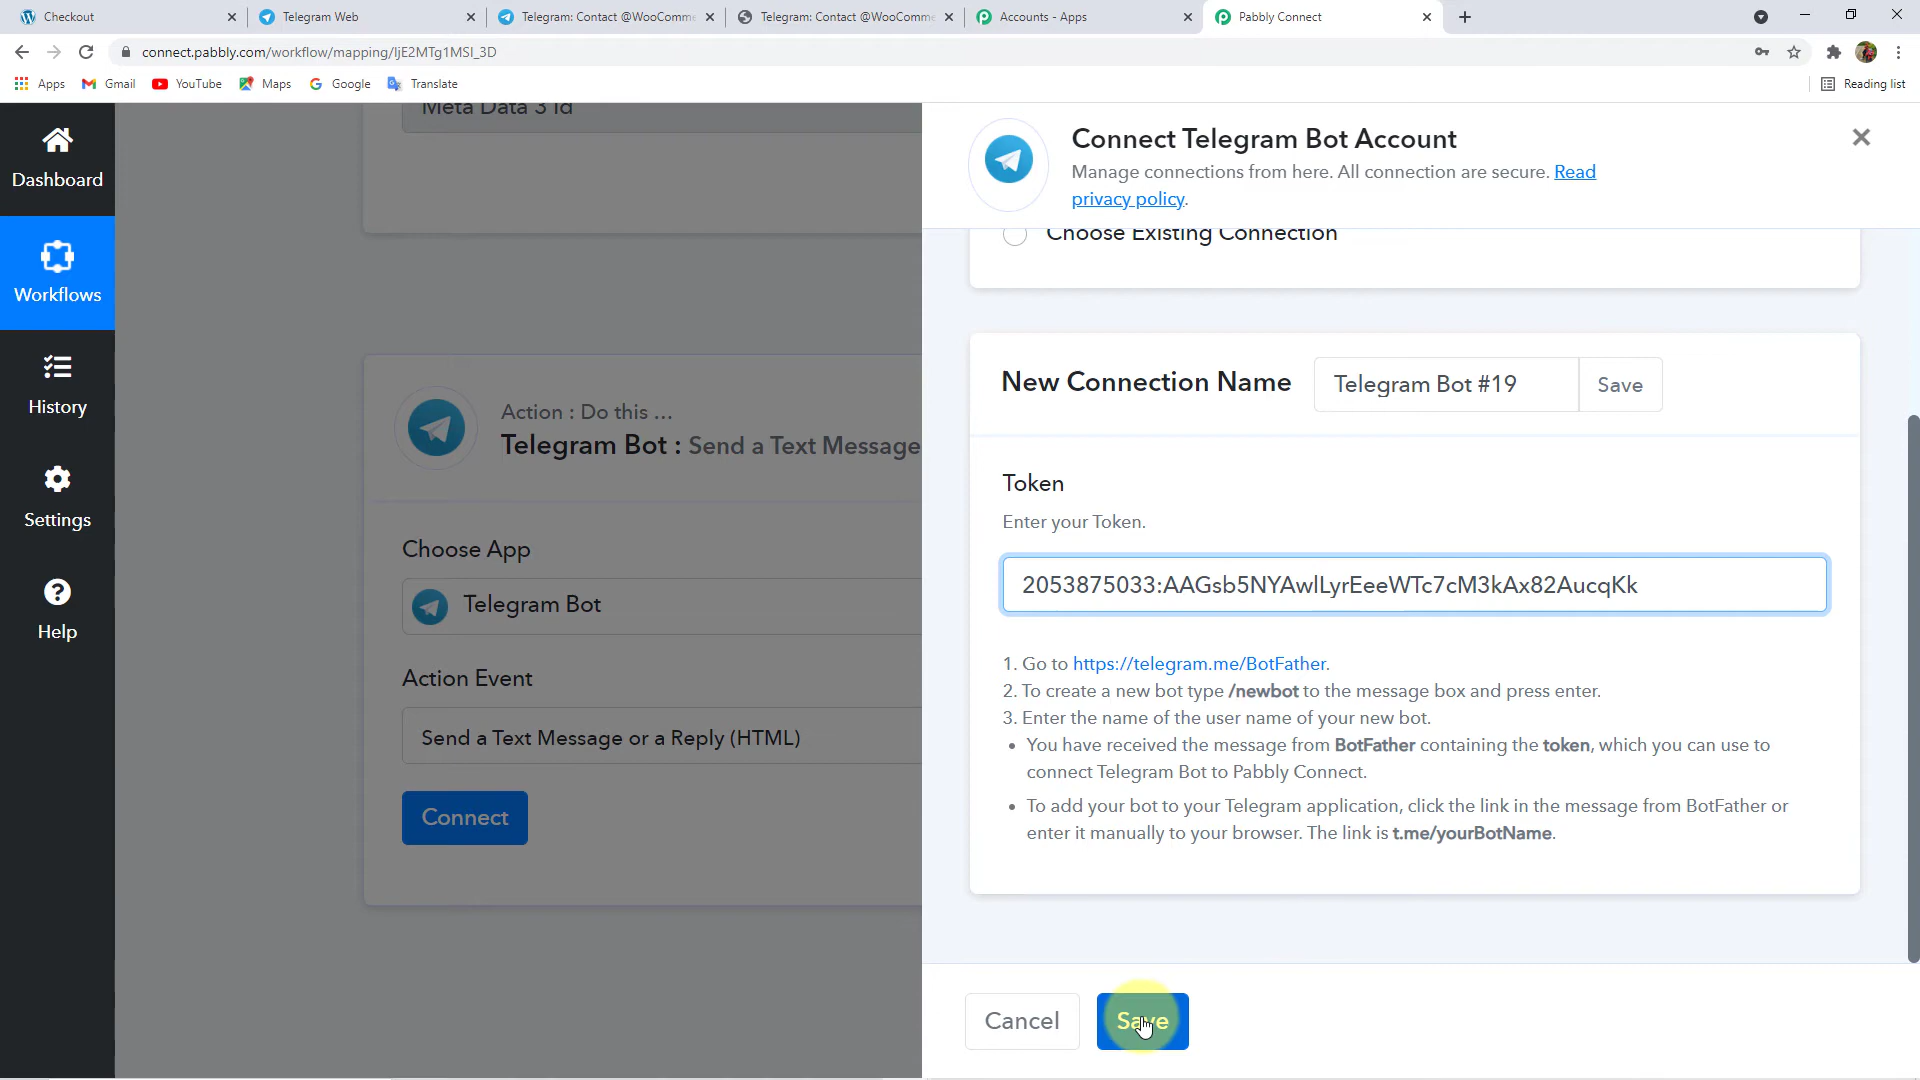 Checkout
Telegram Web
Telegram: Contact @WooComme
Telegram: Contact @WooComme
Accounts - Apps
Pabbly Connect
connect.pabbly.com/workflow/mapping/IjE2MTg1MSI_3D
Apps
Gmail
YouTube
Maps
Google
Translate
Reading list
Dashboard
Workflows
History
Settings
Help
Meta Data 3 Id
Action : Do this ...
Telegram Bot : Send a Text Message
Choose App
Telegram Bot
Action Event
Send a Text Message or a Reply (HTML)
Connect
Connect Telegram Bot Account
Manage connections from here. All connection are secure. Read
privacy policy.
Choose Existing Connection
New Connection Name
Telegram Bot #19
Save
Token
Enter your Token.
2053875033:AAGsb5NYAwlLyrEeeWTc7cM3kAx82AucqKk
1. Go to https://telegram.me/BotFather.
2. To create a new bot type /newbot to the message box and press enter.
3. Enter the name of the user name of your new bot.
• You have received the message from BotFather containing the token, which you can use to
connect Telegram Bot to Pabbly Connect.
• To add your bot to your Telegram application, click the link in the message from BotFather or
enter it manually to your browser. The link is t.me/yourBotName.
Cancel
Save